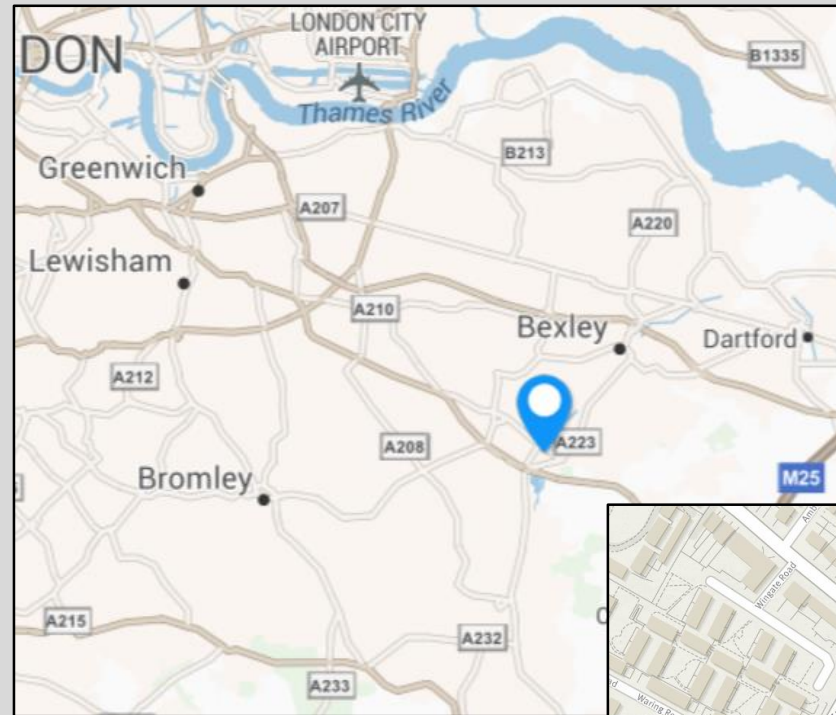 LONDON CITY
AIRPORT
DON
B1335
Thames River
B213
Greenwich
A207
A220
Lewisham
A210
Bexley
Dartford
A212
A223
A208
M25
Bromley
Wingate Road
A215
A232
A233
Waring